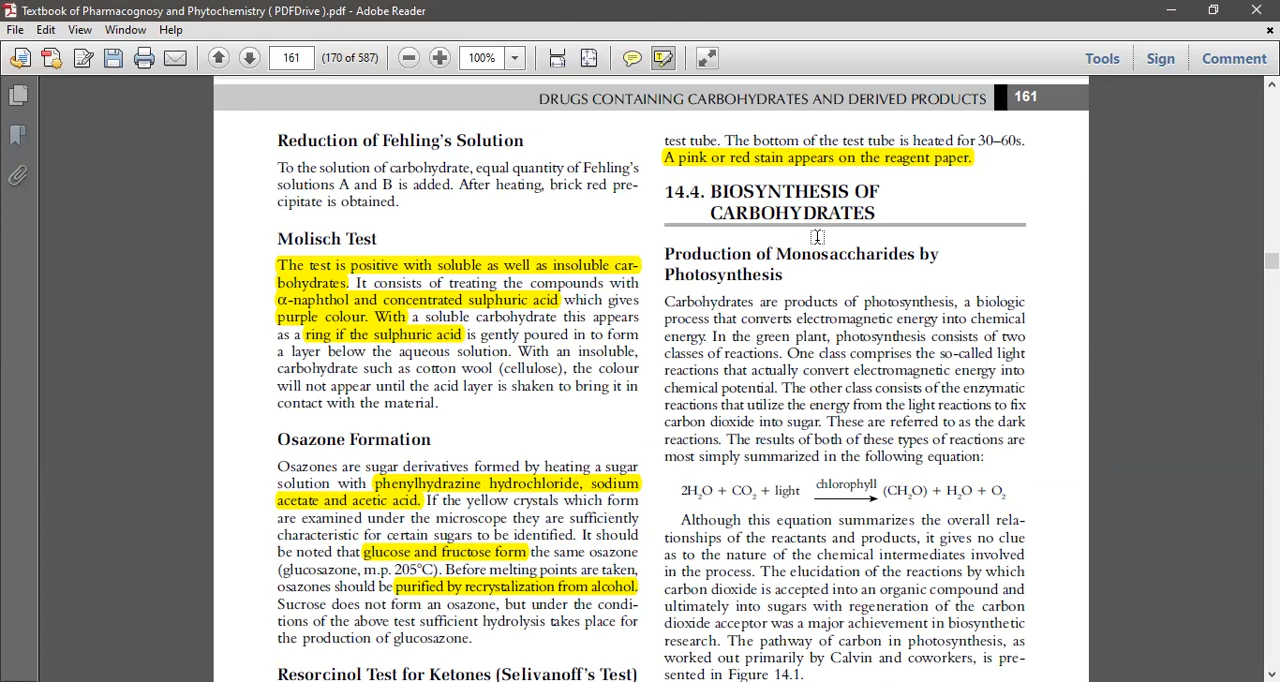 Textbook of Pharmacognosy and Phytochemistry ( PDFDrive ).pdf - Adobe Reader
File Edit View Window Help
161 (170 of 587) 100% Tools Sign Comment
DRUGS CONTAINING CARBOHYDRATES AND DERIVED PRODUCTS 161
Reduction of Fehling's Solution
To the solution of carbohydrate, equal quantity of Fehling's
solutions A and B is added. After heating, brick red pre-
cipitate is obtained.
Molisch Test
The test is positive with soluble as well as insoluble car-
bohydrates. It consists of treating the compounds with
α-naphthol and concentrated sulphuric acid which gives
purple colour. With a soluble carbohydrate this appears
as a ring if the sulphuric acid is gently poured in to form
a layer below the aqueous solution. With an insoluble,
carbohydrate such as cotton wool (cellulose), the colour
will not appear until the acid layer is shaken to bring it in
contact with the material.
Osazone Formation
Osazones are sugar derivatives formed by heating a sugar
solution with phenylhydrazine hydrochloride, sodium
acetate and acetic acid. If the yellow crystals which form
are examined under the microscope they are sufficiently
characteristic for certain sugars to be identified. It should
be noted that glucose and fructose form the same osazone
(glucosazone, m.p. 205°C). Before melting points are taken,
osazones should be purified by recrystalization from alcohol.
Sucrose does not form an osazone, but under the condi-
tions of the above test sufficient hydrolysis takes place for
the production of glucosazone.
Resorcinol Test for Ketones (Selivanoff's Test)
test tube. The bottom of the test tube is heated for 30–60s.
A pink or red stain appears on the reagent paper.
14.4. BIOSYNTHESIS OF
CARBOHYDRATES
Production of Monosaccharides by
Photosynthesis
Carbohydrates are products of photosynthesis, a biologic
process that converts electromagnetic energy into chemical
energy. In the green plant, photosynthesis consists of two
classes of reactions. One class comprises the so-called light
reactions that actually convert electromagnetic energy into
chemical potential. The other class consists of the enzymatic
reactions that utilize the energy from the light reactions to fix
carbon dioxide into sugar. These are referred to as the dark
reactions. The results of both of these types of reactions are
most simply summarized in the following equation:
2H₂O + CO₂ + light chlorophyll (CH₂O) + H₂O + O₂
Although this equation summarizes the overall rela-
tionships of the reactants and products, it gives no clue
as to the nature of the chemical intermediates involved
in the process. The elucidation of the reactions by which
carbon dioxide is accepted into an organic compound and
ultimately into sugars with regeneration of the carbon
dioxide acceptor was a major achievement in biosynthetic
research. The pathway of carbon in photosynthesis, as
worked out primarily by Calvin and coworkers, is pre-
sented in Figure 14.1.